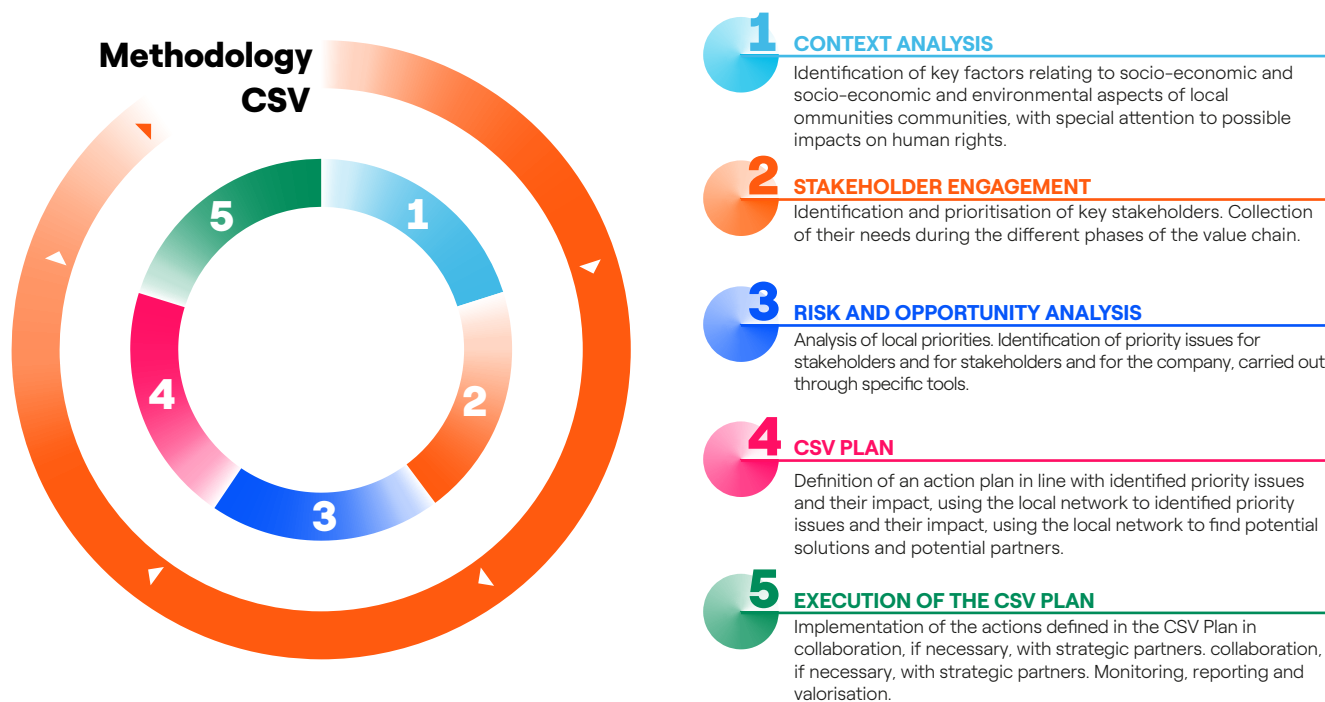 Methodology
CSV
5
1
4
2
3
1
CONTEXT ANALYSIS
Identification of key factors relating to socio-economic and
socio-economic and environmental aspects of local
ommunities communities, with special attention to possible
impacts on human rights.
2
STAKEHOLDER ENGAGEMENT
Identification and prioritisation of key stakeholders. Collection
of their needs during the different phases of the value chain.
3
RISK AND OPPORTUNITY ANALYSIS
Analysis of local priorities. Identification of priority issues for
stakeholders and for stakeholders and for the company, carried out
through specific tools.
4
CSV PLAN
Definition of an action plan in line with identified priority issues
and their impact, using the local network to identified priority
issues and their impact, using the local network to find potential
solutions and potential partners.
5
EXECUTION OF THE CSV PLAN
Implementation of the actions defined in the CSV Plan in
collaboration, if necessary, with strategic partners. collaboration,
if necessary, with strategic partners. Monitoring, reporting and
valorisation.